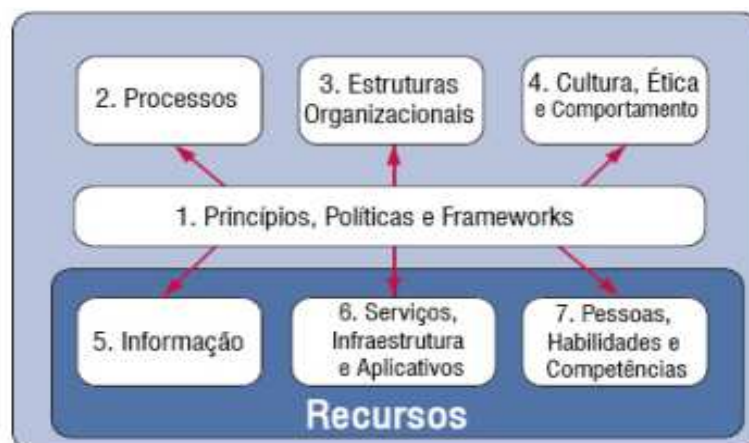 2. Processos
3. Estruturas
Organizacionais
4. Cultura, Ética
e Comportamento
1. Princípios, Políticas e Frameworks
5. Informação
6. Serviços,
Infraestrutura
e Aplicativos
7. Pessoas,
Habilidades e
Competências
Recursos